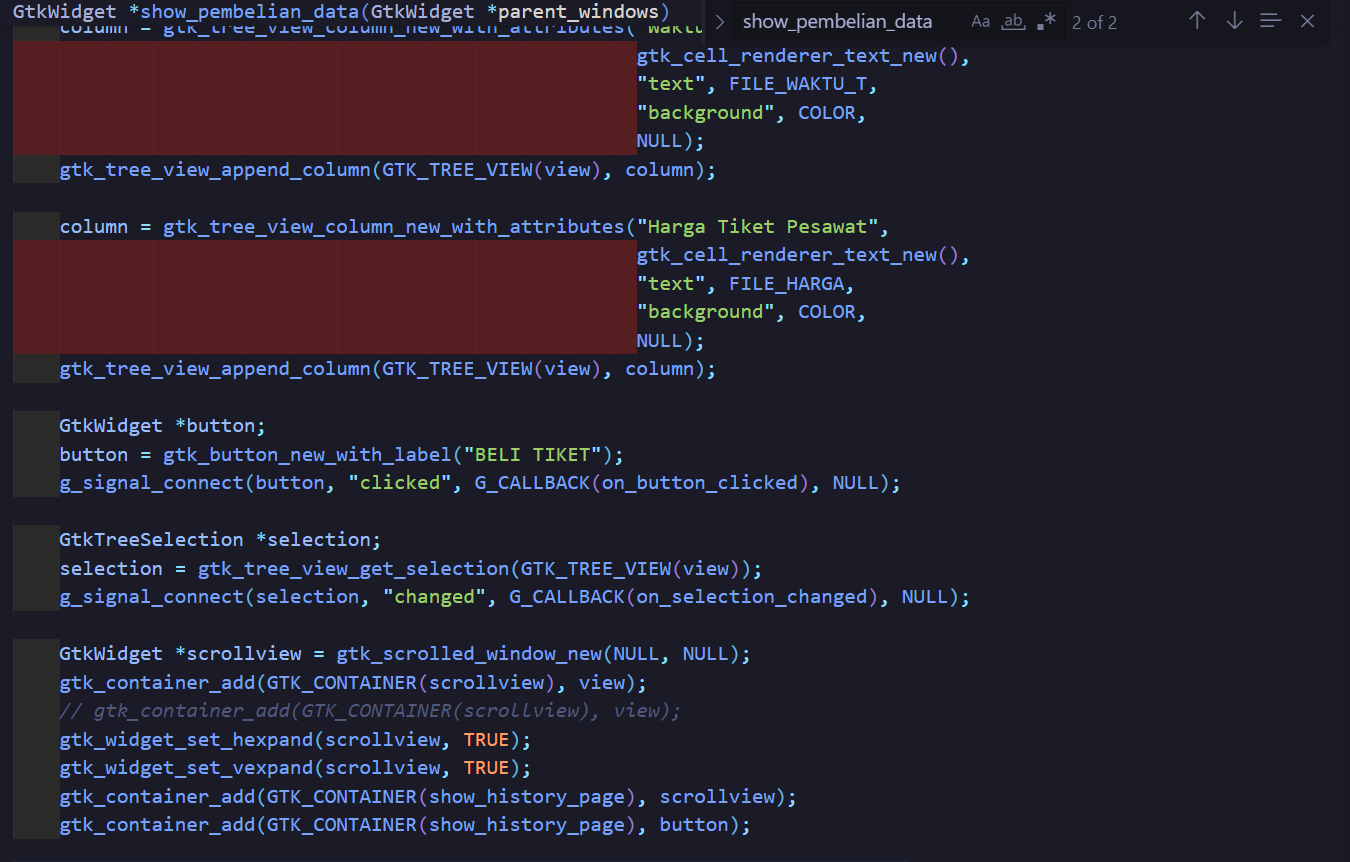 GtkWidget *show_pembelian_data(GtkWidget *parent_windows)
show_pembelian_data
Aa
ab
.*
2 of 2
column = gtk_tree_view_column_new_with_attributes("Waktu
gtk_cell_renderer_text_new(),
"text", FILE_WAKTU_T,
"background", COLOR,
NULL);
gtk_tree_view_append_column(GTK_TREE_VIEW(view), column);
column = gtk_tree_view_column_new_with_attributes("Harga Tiket Pesawat",
gtk_cell_renderer_text_new(),
"text", FILE_HARGA,
"background", COLOR,
NULL);
gtk_tree_view_append_column(GTK_TREE_VIEW(view), column);
GtkWidget *button;
button = gtk_button_new_with_label("BELI TIKET");
g_signal_connect(button, "clicked", G_CALLBACK(on_button_clicked), NULL);
GtkTreeSelection *selection;
selection = gtk_tree_view_get_selection(GTK_TREE_VIEW(view));
g_signal_connect(selection, "changed", G_CALLBACK(on_selection_changed), NULL);
GtkWidget *scrollview = gtk_scrolled_window_new(NULL, NULL);
gtk_container_add(GTK_CONTAINER(scrollview), view);
// gtk_container_add(GTK_CONTAINER(scrollview), view);
gtk_widget_set_hexpand(scrollview, TRUE);
gtk_widget_set_vexpand(scrollview, TRUE);
gtk_container_add(GTK_CONTAINER(show_history_page), scrollview);
gtk_container_add(GTK_CONTAINER(show_history_page), button);